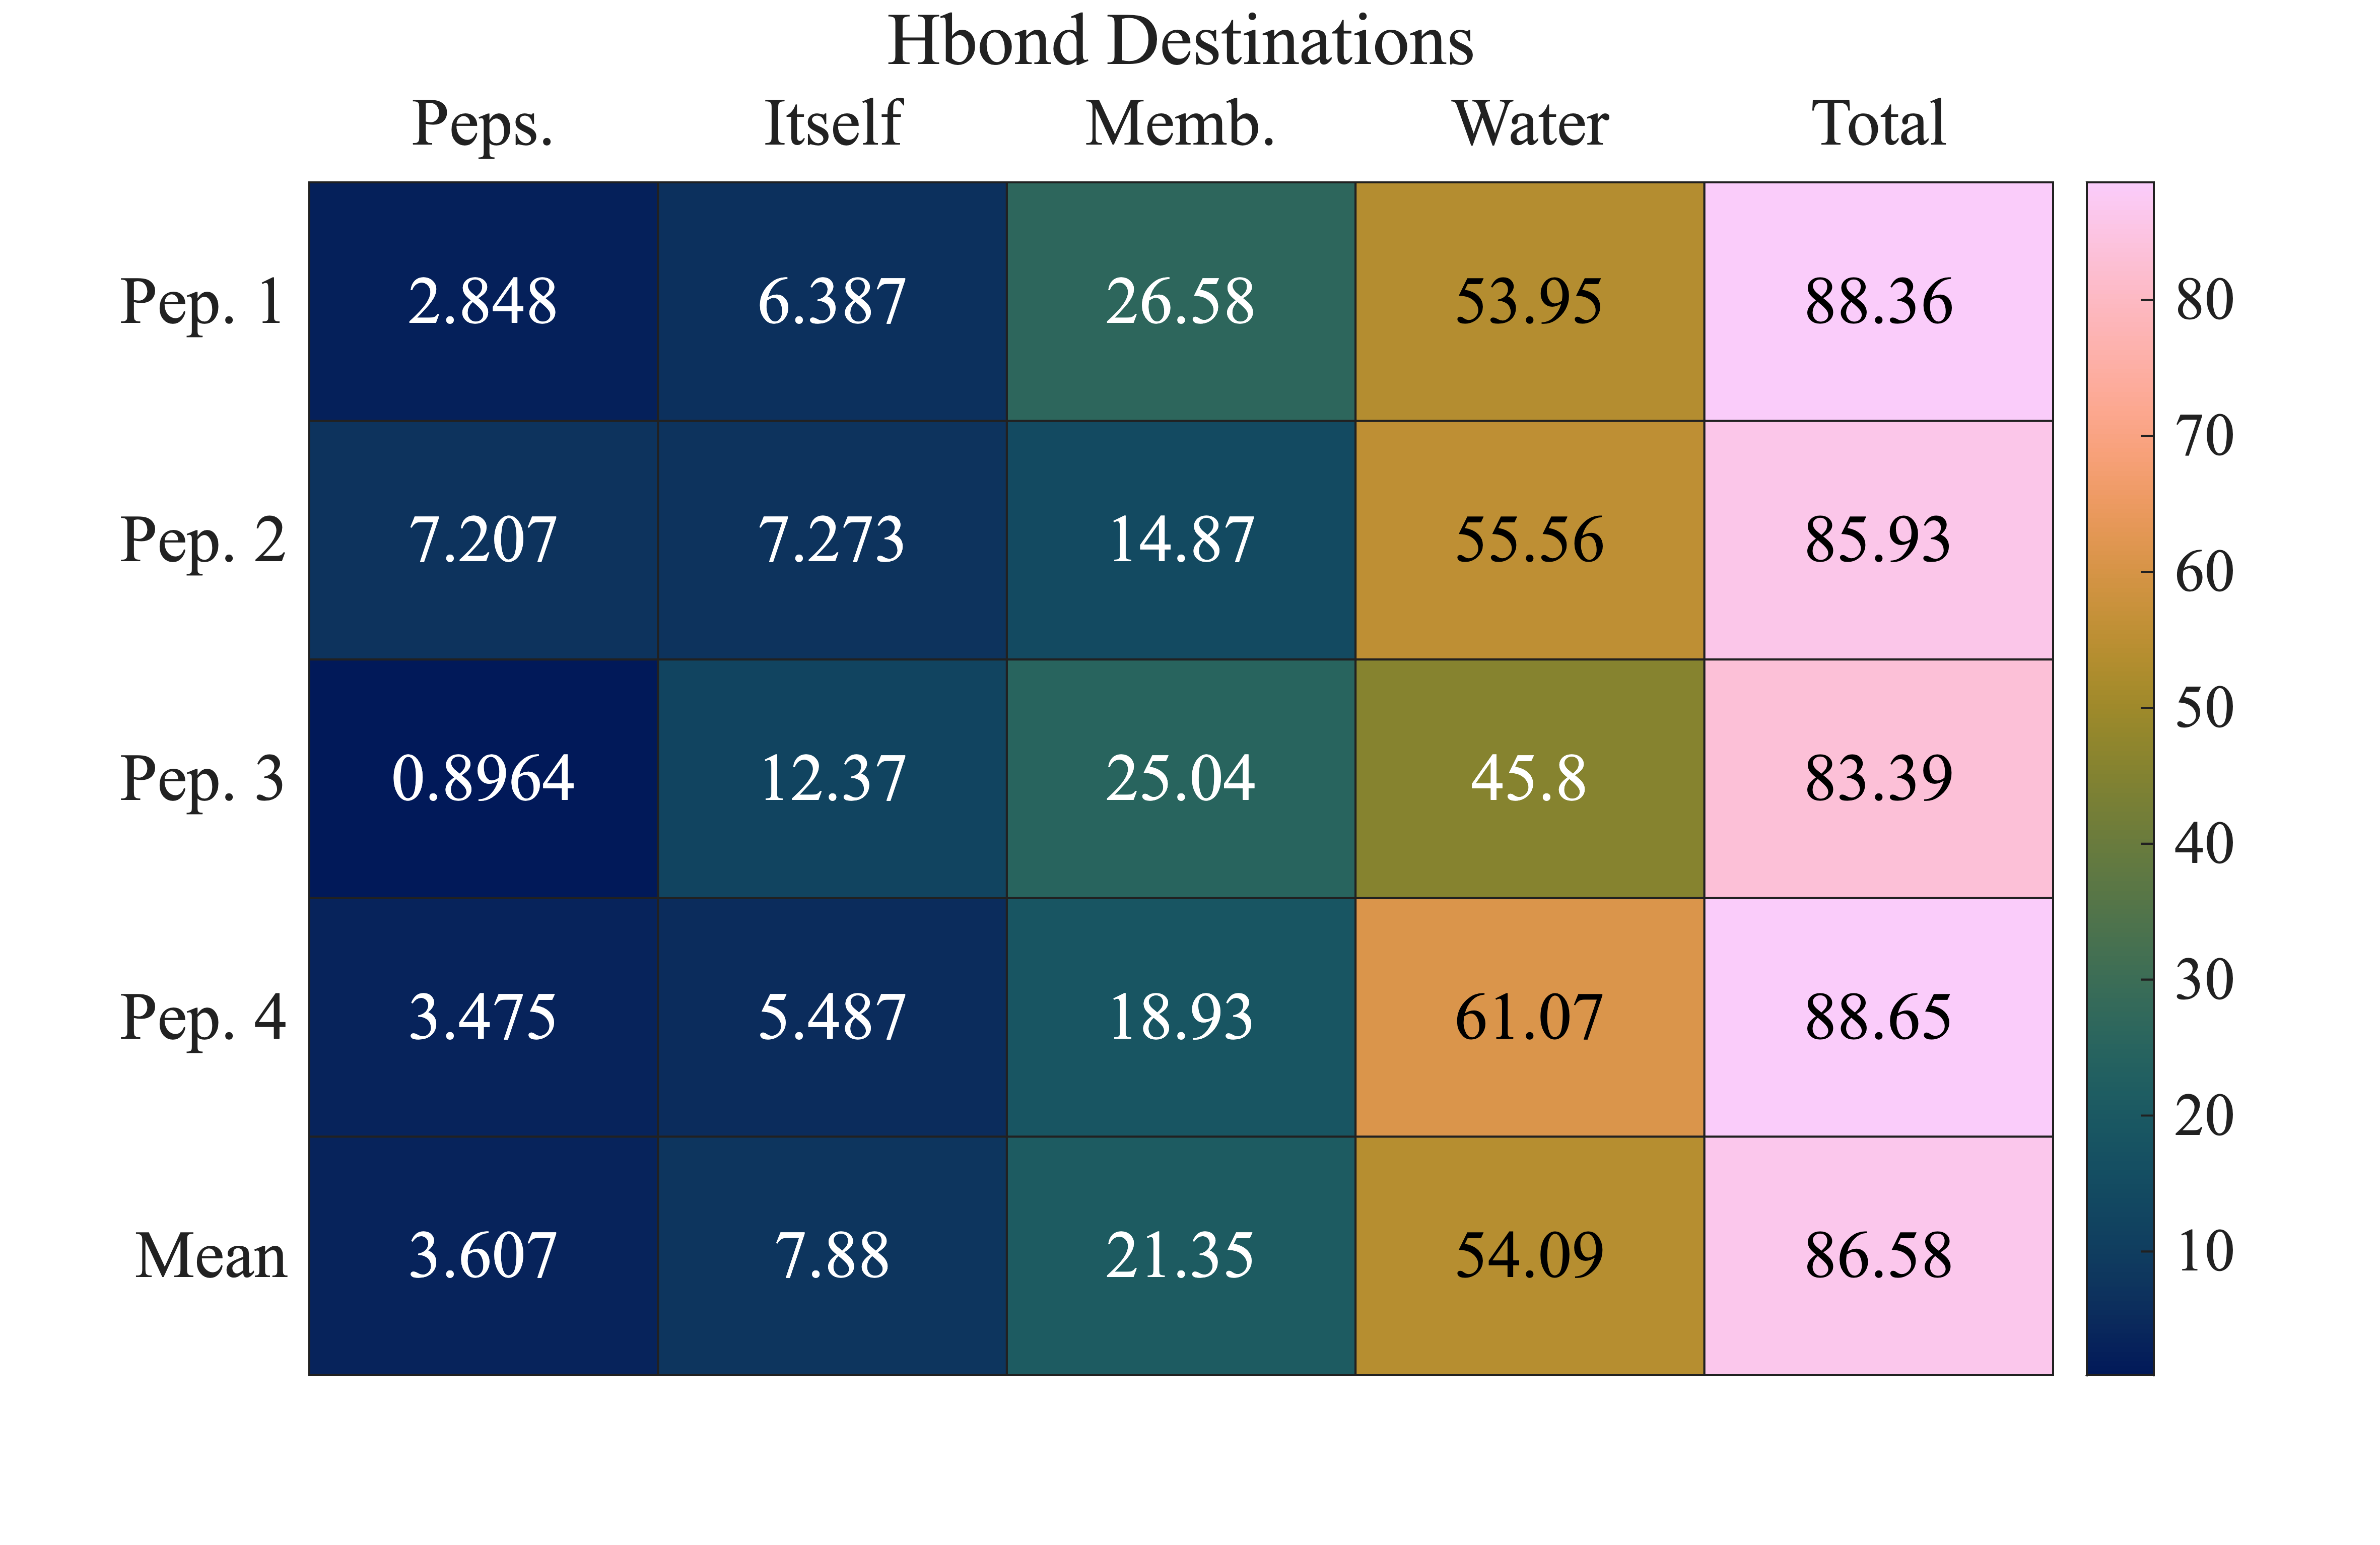 Hbond Destinations
Peps. Itself Memb. Water Total
Pep. 1 2.848 6.387 26.58 53.95 88.36
Pep. 2 7.207 7.273 14.87 55.56 85.93
Pep. 3 0.8964 12.37 25.04 45.8 83.39
Pep. 4 3.475 5.487 18.93 61.07 88.65
Mean 3.607 7.88 21.35 54.09 86.58
80
70
60
50
40
30
20
10